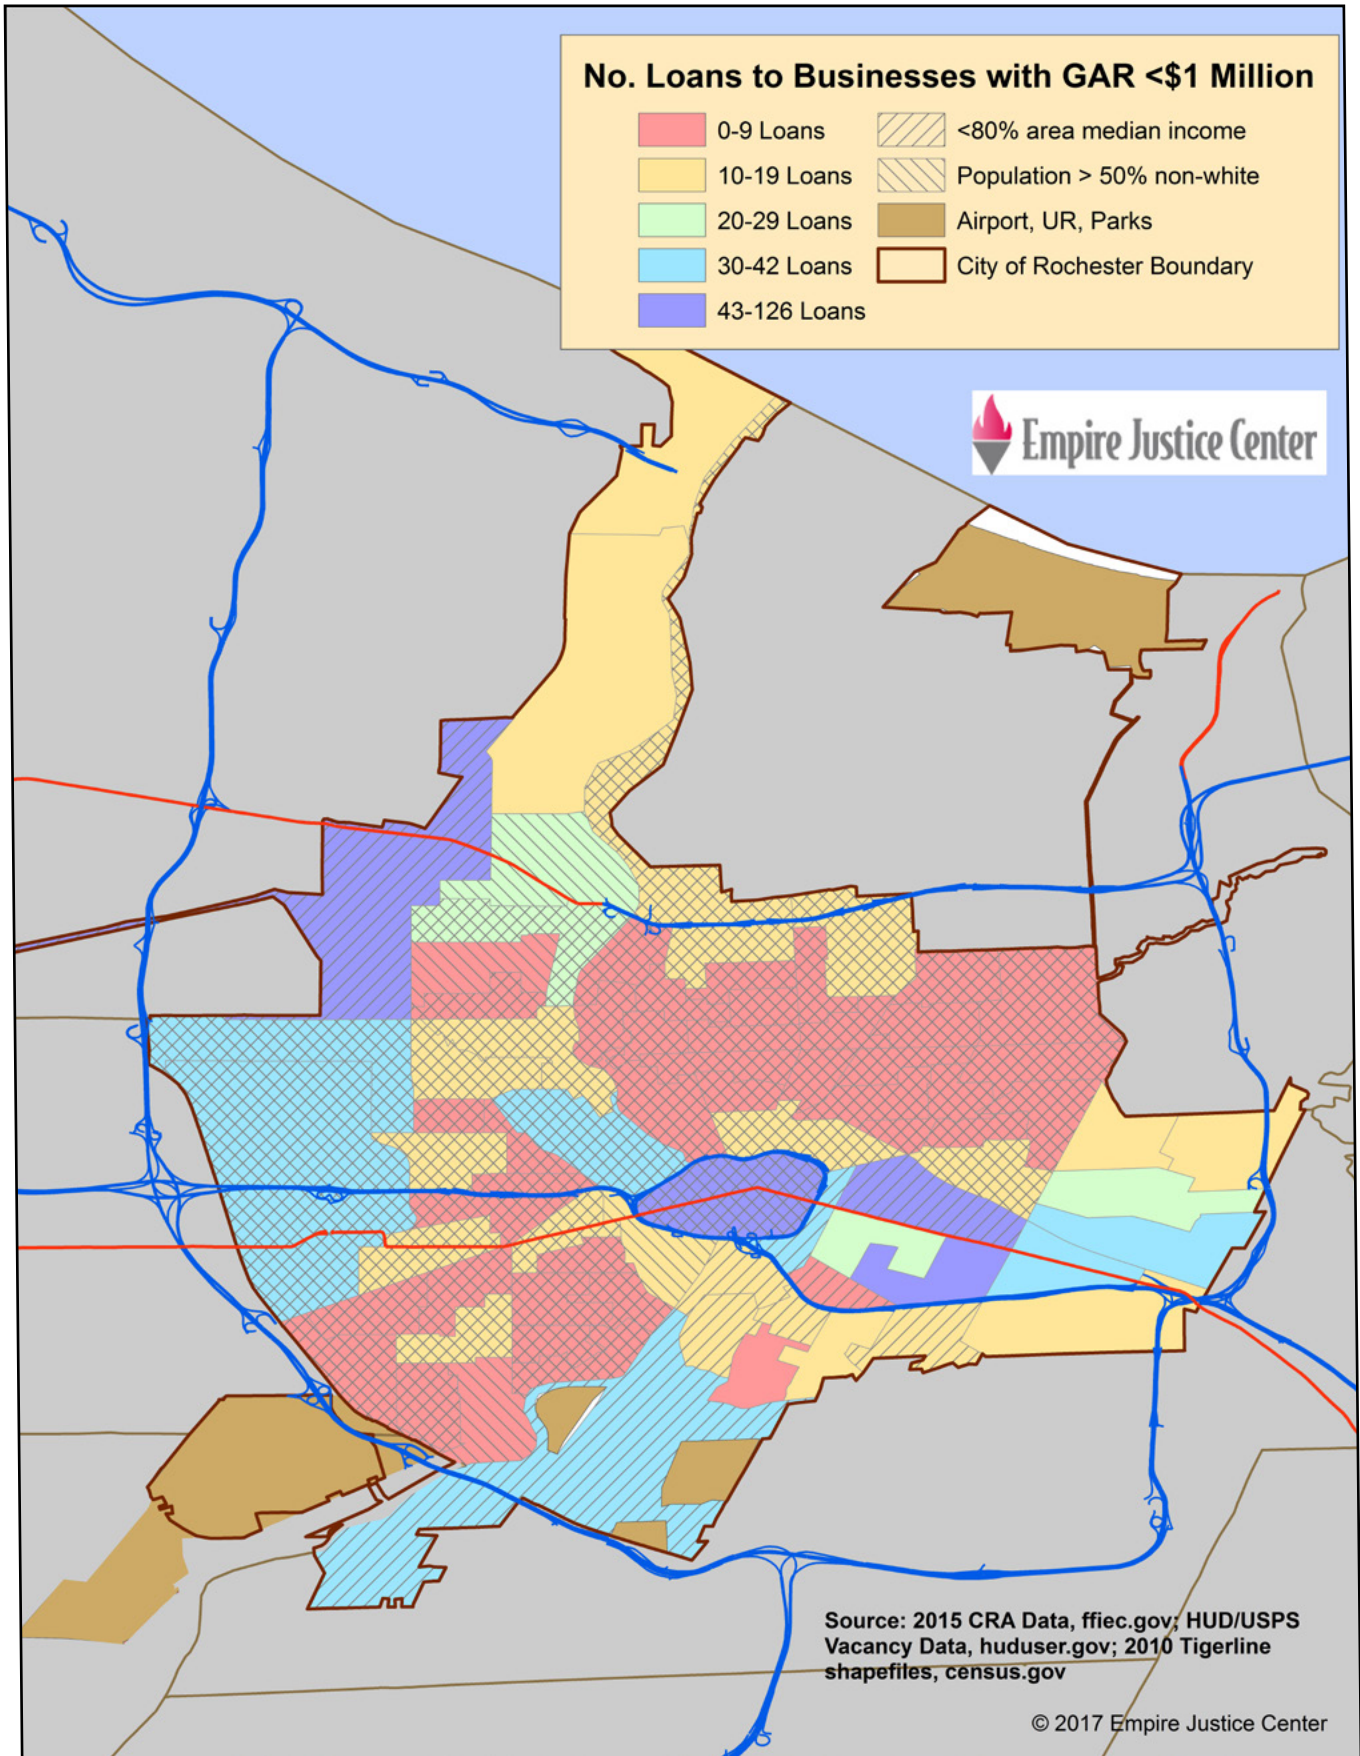 No. Loans to Businesses with GAR <$1 Million
0-9 Loans
<80% area median income
10-19 Loans
Population > 50% non-white
20-29 Loans
Airport, UR, Parks
30-42 Loans
City of Rochester Boundary
43-126 Loans
Empire Justice Center
Source: 2015 CRA Data, ffiec.gov; HUD/USPS
Vacancy Data, huduser.gov; 2010 Tigerline
shapefiles, census.gov
© 2017 Empire Justice Center